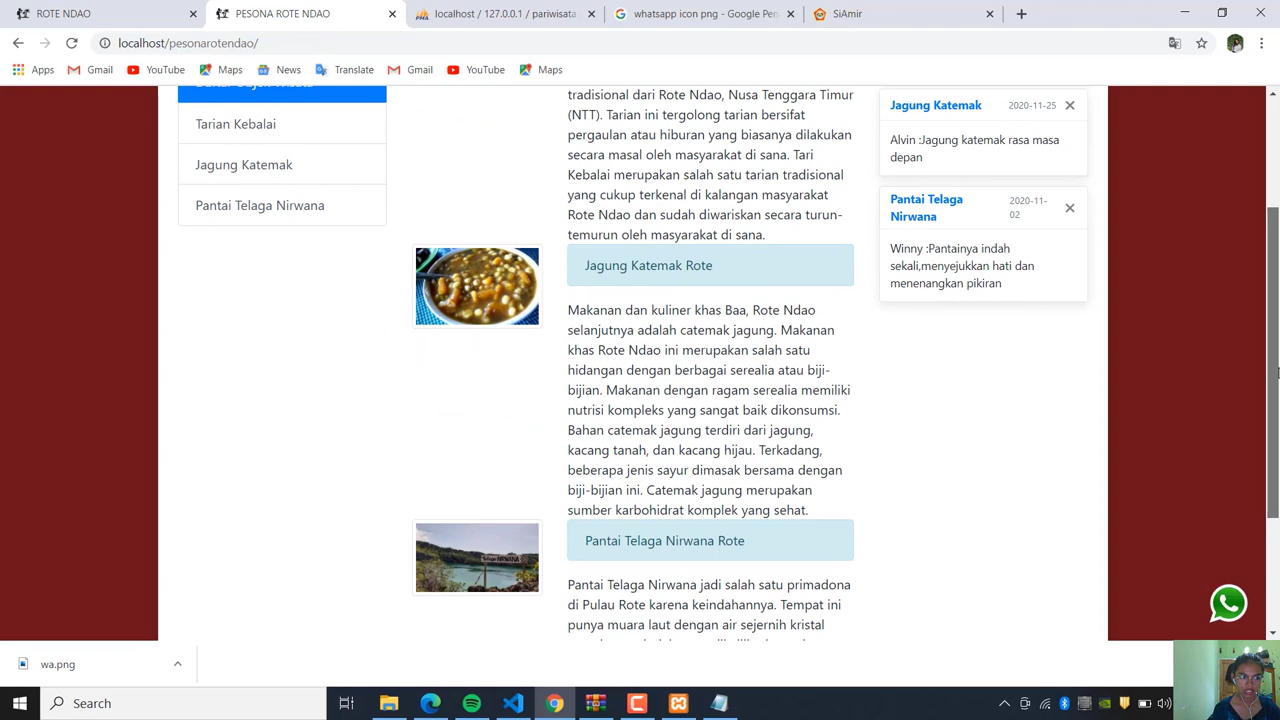 ROTE NDAO
PESONA ROTE NDAO
localhost / 127.0.0.1 / pariwisata
whatsapp icon png - Google Pen
SiAmir
localhost/pesonarotendao/
Apps
Gmail
YouTube
Maps
News
Translate
Gmail
YouTube
Maps
Tarian Kebalai
Jagung Katemak
Pantai Telaga Nirwana
tradisional dari Rote Ndao, Nusa Tenggara Timur
(NTT). Tarian ini tergolong tarian bersifat
pergaulan atau hiburan yang biasanya dilakukan
secara masal oleh masyarakat di sana. Tari
Kebalai merupakan salah satu tarian tradisional
yang cukup terkenal di kalangan masyarakat
Rote Ndao dan sudah diwariskan secara turun-
temurun oleh masyarakat di sana.
Jagung Katemak Rote
Makanan dan kuliner khas Baa, Rote Ndao
selanjutnya adalah catemak jagung. Makanan
khas Rote Ndao ini merupakan salah satu
hidangan dengan berbagai serealia atau biji-
bijian. Makanan dengan ragam serealia memiliki
nutrisi kompleks yang sangat baik dikonsumsi.
Bahan catemak jagung terdiri dari jagung,
kacang tanah, dan kacang hijau. Terkadang,
beberapa jenis sayur dimasak bersama dengan
biji-bijian ini. Catemak jagung merupakan
sumber karbohidrat komplek yang sehat.
Pantai Telaga Nirwana Rote
Pantai Telaga Nirwana jadi salah satu primadona
di Pulau Rote karena keindahannya. Tempat ini
punya muara laut dengan air sejernih kristal
Jagung Katemak 2020-11-25
Alvin :Jagung katemak rasa masa
depan
Pantai Telaga
Nirwana
2020-11-
02
Winny :Pantainya indah
sekali,menyejukkan hati dan
menenangkan pikiran
wa.png
Search